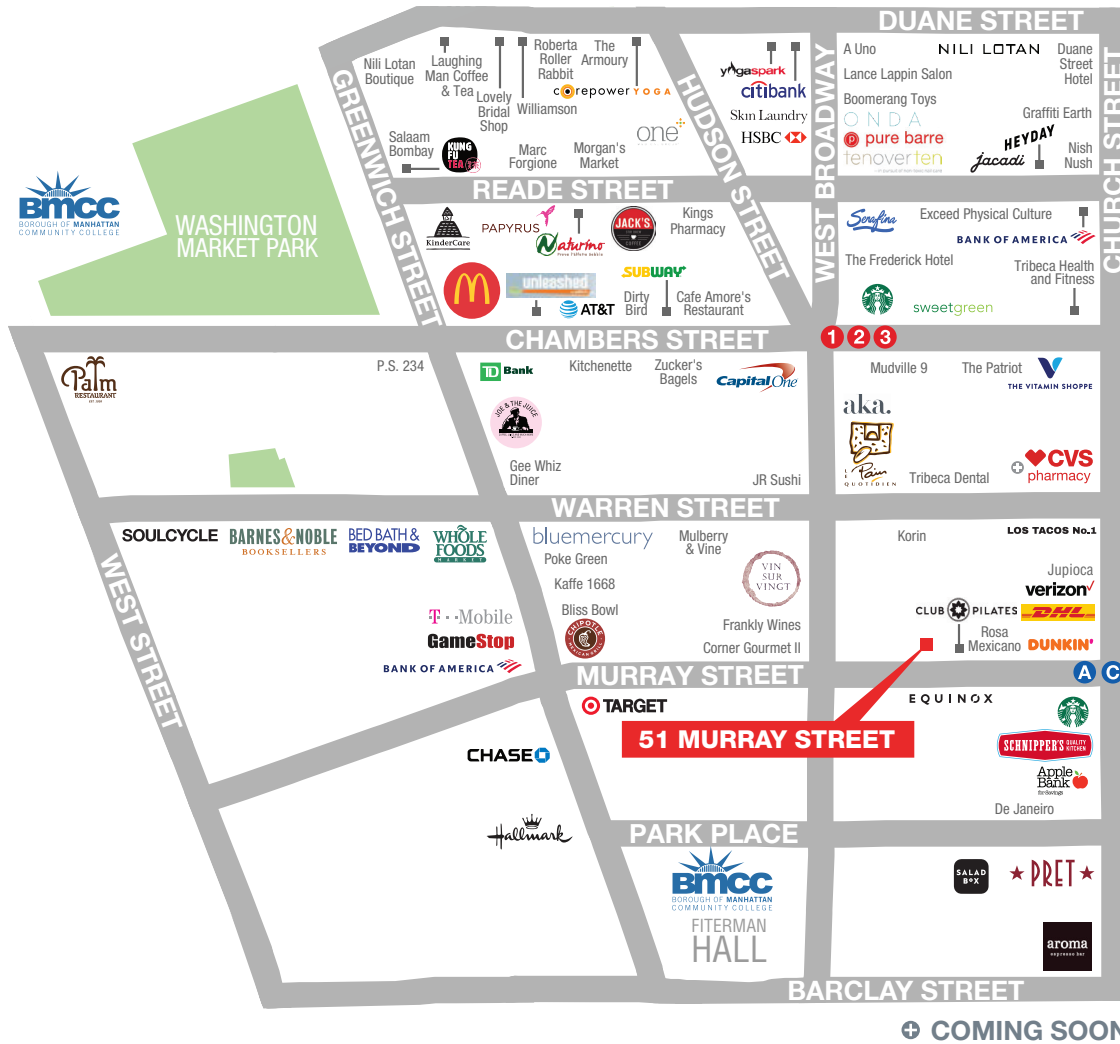 DUANE STREET
GREENWICH STREET
HUDSON STREET
WEST BROADWAY
CHURCH STREET
Nili Lotan
Boutique
Laughing
Man Coffee
& Tea
Lovely
Bridal
Shop
Williamson
Roberta
Roller
Rabbit
The
Armoury
corepower YOGA
one
Salaam
Bombay
KUNG
FU
TEA
Marc
Forgione
Morgan's
Market
yogaspark
citibank
Skin Laundry
HSBC
A Uno
NILI LOTAN
Duane
Street
Hotel
Lance Lappin Salon
Boomerang Toys
ONDA
pure barre
tenoverten
Graffiti Earth
HEYDAY
jacadi
Nish
Nush
BMCC
BOROUGH OF MANHATTAN
COMMUNITY COLLEGE
WASHINGTON
MARKET PARK
READE STREET
KinderCare
PAPYRUS
Naturino
JACK'S
Kings
Pharmacy
unleashed
SUBWAY
AT&T
Dirty
Bird
Cafe Amore's
Restaurant
Serafina
Exceed Physical Culture
BANK OF AMERICA
The Frederick Hotel
Tribeca Health
and Fitness
sweetgreen
CHAMBERS STREET
1 2 3
Palm
RESTAURANT
P.S. 234
TD Bank
Kitchenette
Zucker's
Bagels
Capital One
JOE & THE JUICE
Gee Whiz
Diner
JR Sushi
Mudville 9
The Patriot
THE VITAMIN SHOPPE
aka.
Pain
QUOTIDIEN
Tribeca Dental
CVS
pharmacy
WARREN STREET
WEST STREET
SOULCYCLE
BARNES&NOBLE
BOOKSELLERS
BED BATH &
BEYOND
WHOLE
FOODS
MARKET
T··Mobile
GameStop
BANK OF AMERICA
bluemercury
Mulberry
& Vine
Poke Green
Kaffe 1668
Bliss Bowl
CHIPOTLE
MEXICAN GRILL
VIN
SUR
VINGT
Frankly Wines
Corner Gourmet II
Korin
LOS TACOS No.1
Jupioca
verizon
CLUB PILATES
DHL
Rosa
Mexicano
DUNKIN'
MURRAY STREET
A C
TARGET
51 MURRAY STREET
EQUINOX
SCHNIPPER'S QUALITY
KITCHEN
Apple
Bank
for Savings
De Janeiro
CHASE
Hallmark
PARK PLACE
BMCC
BOROUGH OF MANHATTAN
COMMUNITY COLLEGE
FITERMAN
HALL
SALAD
BOX
PRET
aroma
espresso bar
BARCLAY STREET
COMING SOON